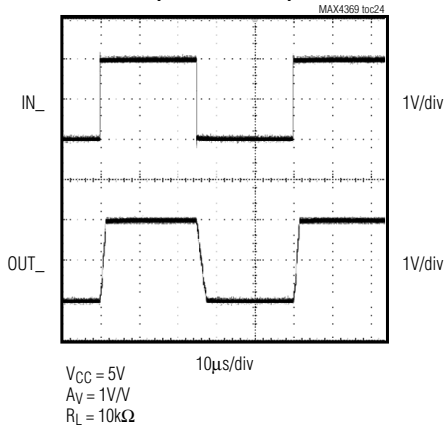 MAX4369 toc24
IN_
1V/div
OUT_
1V/div
10µs/div
VCC = 5V
AV = 1V/V
RL = 10kΩ